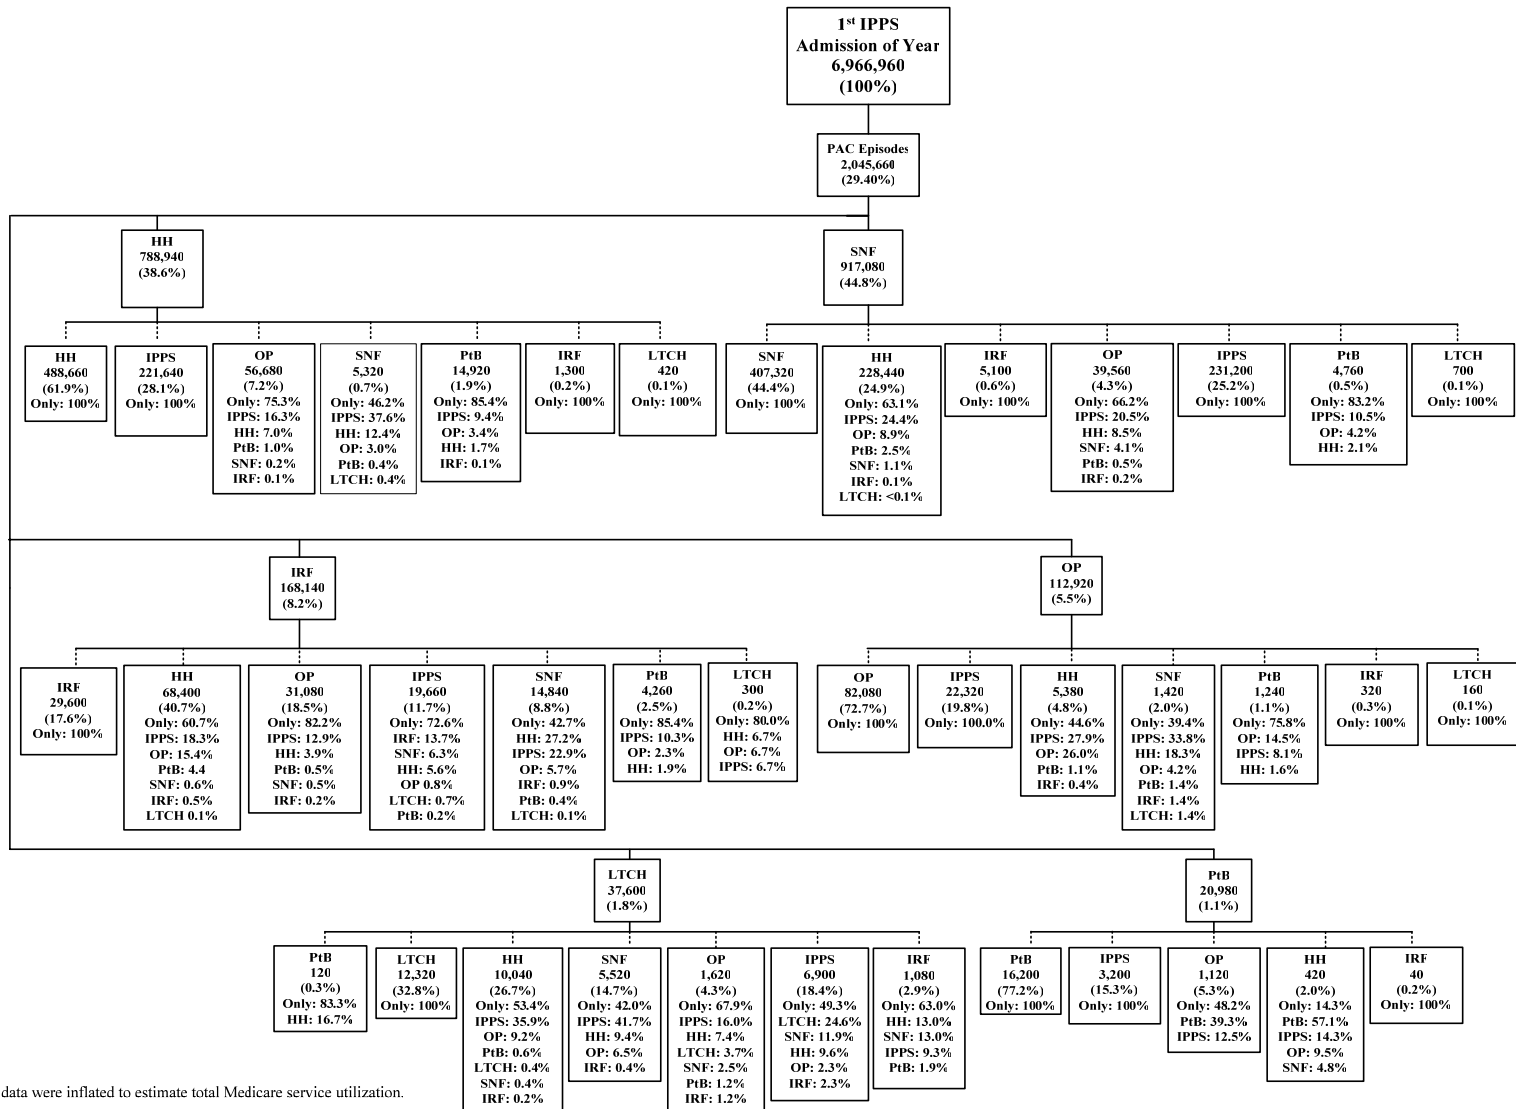 1st IPPS
Admission of Year
6,966,960
(100%)
PAC Episodes
2,045,660
(29.40%)
HH
788,940
(38.6%)
SNF
917,080
(44.8%)
HH
488,660
(61.9%)
Only: 100%
IPPS
221,640
(28.1%)
Only: 100%
OP
56,680
(7.2%)
Only: 75.3%
IPPS: 16.3%
HH: 7.0%
PtB: 1.0%
SNF: 0.2%
IRF: 0.1%
SNF
5,320
(0.7%)
Only: 46.2%
IPPS: 37.6%
HH: 12.4%
OP: 3.0%
PtB: 0.4%
LTCH: 0.4%
PtB
14,920
(1.9%)
Only: 85.4%
IPPS: 9.4%
OP: 3.4%
HH: 1.7%
IRF: 0.1%
IRF
1,300
(0.2%)
Only: 100%
LTCH
420
(0.1%)
Only: 100%
SNF
407,320
(44.4%)
Only: 100%
HH
228,440
(24.9%)
Only: 63.1%
IPPS: 24.4%
OP: 8.9%
PtB: 2.5%
SNF: 1.1%
IRF: 0.1%
LTCH: <0.1%
IRF
5,100
(0.6%)
Only: 100%
OP
39,560
(4.3%)
Only: 66.2%
IPPS: 20.5%
HH: 8.5%
SNF: 4.1%
PtB: 0.5%
IRF: 0.2%
IPPS
231,200
(25.2%)
Only: 100%
PtB
4,760
(0.5%)
Only: 83.2%
IPPS: 10.5%
OP: 4.2%
HH: 2.1%
LTCH
700
(0.1%)
Only: 100%
IRF
168,140
(8.2%)
OP
112,920
(5.5%)
IRF
29,600
(17.6%)
Only: 100%
HH
68,400
(40.7%)
Only: 60.7%
IPPS: 18.3%
OP: 15.4%
PtB: 4.4
SNF: 0.6%
IRF: 0.5%
LTCH 0.1%
OP
31,080
(18.5%)
Only: 82.2%
IPPS: 12.9%
HH: 3.9%
PtB: 0.5%
SNF: 0.5%
IRF: 0.2%
IPPS
19,660
(11.7%)
Only: 72.6%
IRF: 13.7%
SNF: 6.3%
HH: 5.6%
OP 0.8%
LTCH: 0.7%
PtB: 0.2%
SNF
14,840
(8.8%)
Only: 42.7%
HH: 27.2%
IPPS: 22.9%
OP: 5.7%
IRF: 0.9%
PtB: 0.4%
LTCH: 0.1%
PtB
4,260
(2.5%)
Only: 85.4%
IPPS: 10.3%
OP: 2.3%
HH: 1.9%
LTCH
300
(0.2%)
Only: 80.0%
HH: 6.7%
OP: 6.7%
IPPS: 6.7%
OP
82,080
(72.7%)
Only: 100%
IPPS
22,320
(19.8%)
Only: 100.0%
HH
5,380
(4.8%)
Only: 44.6%
IPPS: 27.9%
OP: 26.0%
PtB: 1.1%
IRF: 0.4%
SNF
1,420
(2.0%)
Only: 39.4%
IPPS: 33.8%
HH: 18.3%
OP: 4.2%
PtB: 1.4%
IRF: 1.4%
LTCH: 1.4%
PtB
1,240
(1.1%)
Only: 75.8%
OP: 14.5%
IPPS: 8.1%
HH: 1.6%
IRF
320
(0.3%)
Only: 100%
LTCH
160
(0.1%)
Only: 100%
LTCH
37,600
(1.8%)
PtB
20,980
(1.1%)
PtB
120
(0.3%)
Only: 83.3%
HH: 16.7%
LTCH
12,320
(32.8%)
Only: 100%
HH
10,040
(26.7%)
Only: 53.4%
IPPS: 35.9%
OP: 9.2%
PtB: 0.6%
LTCH: 0.4%
SNF: 0.4%
IRF: 0.2%
SNF
5,520
(14.7%)
Only: 42.0%
IPPS: 41.7%
HH: 9.4%
OP: 6.5%
IRF: 0.4%
OP
1,620
(4.3%)
Only: 67.9%
IPPS: 16.0%
HH: 7.4%
LTCH: 3.7%
SNF: 2.5%
PtB: 1.2%
IRF: 1.2%
IPPS
6,900
(18.4%)
Only: 49.3%
LTCH: 24.6%
SNF: 11.9%
HH: 9.6%
OP: 2.3%
IRF: 2.3%
IRF
1,080
(2.9%)
Only: 63.0%
HH: 13.0%
SNF: 13.0%
IPPS: 9.3%
PtB: 1.9%
PtB
16,200
(77.2%)
Only: 100%
IPPS
3,200
(15.3%)
Only: 100%
OP
1,120
(5.3%)
Only: 48.2%
PtB: 39.3%
IPPS: 12.5%
HH
420
(2.0%)
Only: 14.3%
PtB: 57.1%
IPPS: 14.3%
OP: 9.5%
SNF: 4.8%
IRF
40
(0.2%)
Only: 100%
data were inflated to estimate total Medicare service utilization.